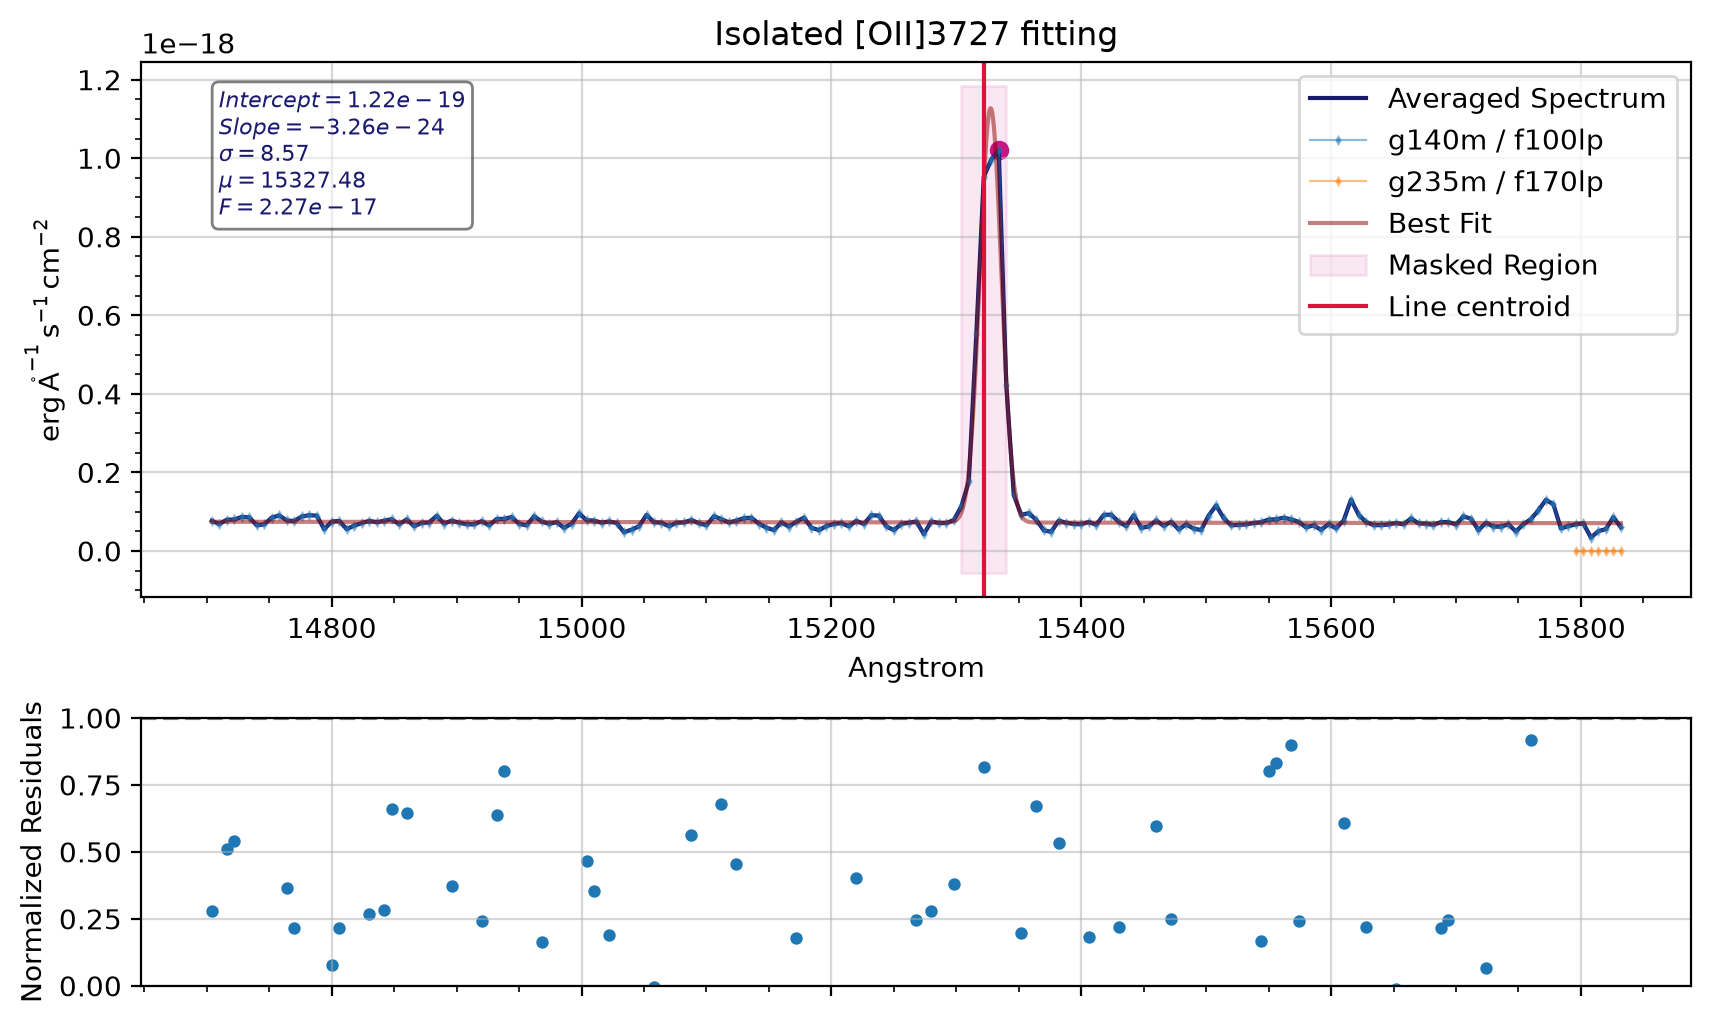 Isolated [OII]3727 fitting
1e−18
Intercept = 1.22e − 19
Slope = −3.26e − 24
σ = 8.57
μ = 15327.48
F = 2.27e − 17
Averaged Spectrum
g140m / f100lp
g235m / f170lp
Best Fit
Masked Region
Line centroid
1.2
1.0
0.8
0.6
0.4
0.2
0.0
erg Å⁻¹ s⁻¹ cm⁻²
14800 15000 15200 15400 15600 15800
Angstrom
1.00
0.75
0.50
0.25
0.00
Normalized Residuals